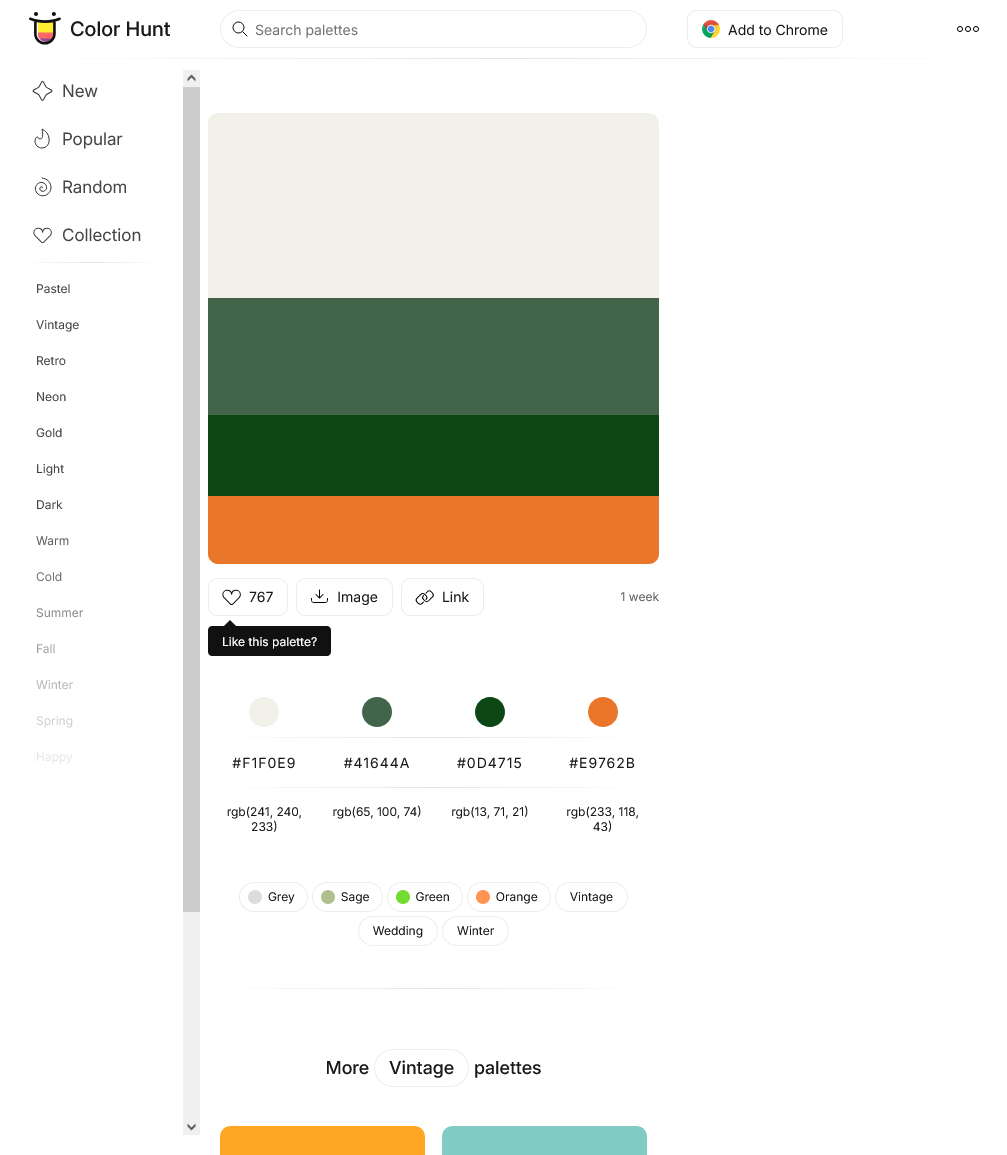 Color Hunt
Search palettes
Add to Chrome
New
Popular
Random
Collection
Pastel
Vintage
Retro
Neon
Gold
Light
Dark
Warm
Cold
Summer
Fall
Winter
Spring
Happy
767
Image
Link
1 week
Like this palette?
#F1F0E9
#41644A
#0D4715
#E9762B
rgb(241, 240,
233)
rgb(65, 100, 74)
rgb(13, 71, 21)
rgb(233, 118,
43)
Grey
Sage
Green
Orange
Vintage
Wedding
Winter
More Vintage palettes